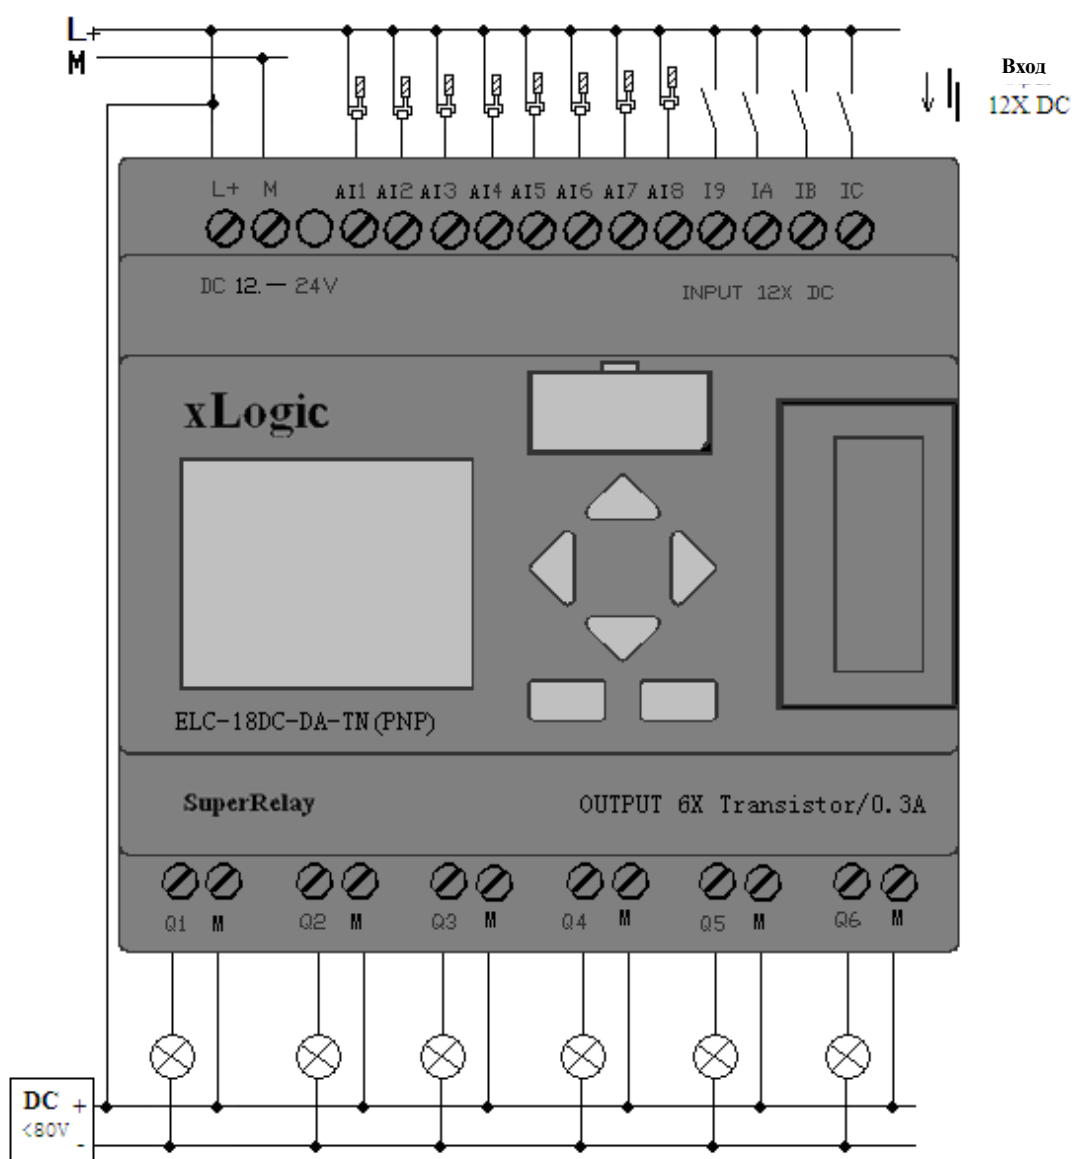 L+
M
Вход
12X DC
L+ M AI1 AI2 AI3 AI4 AI5 AI6 AI7 AI8 I9 IA IB IC
DC 12.— 24V
INPUT 12X DC
xLogic
ELC-18DC-DA-TN(PNP)
SuperRelay
OUTPUT 6X Transistor/0.3A
Q1 M Q2 M Q3 M Q4 M Q5 M Q6 M
DC +
<80V -